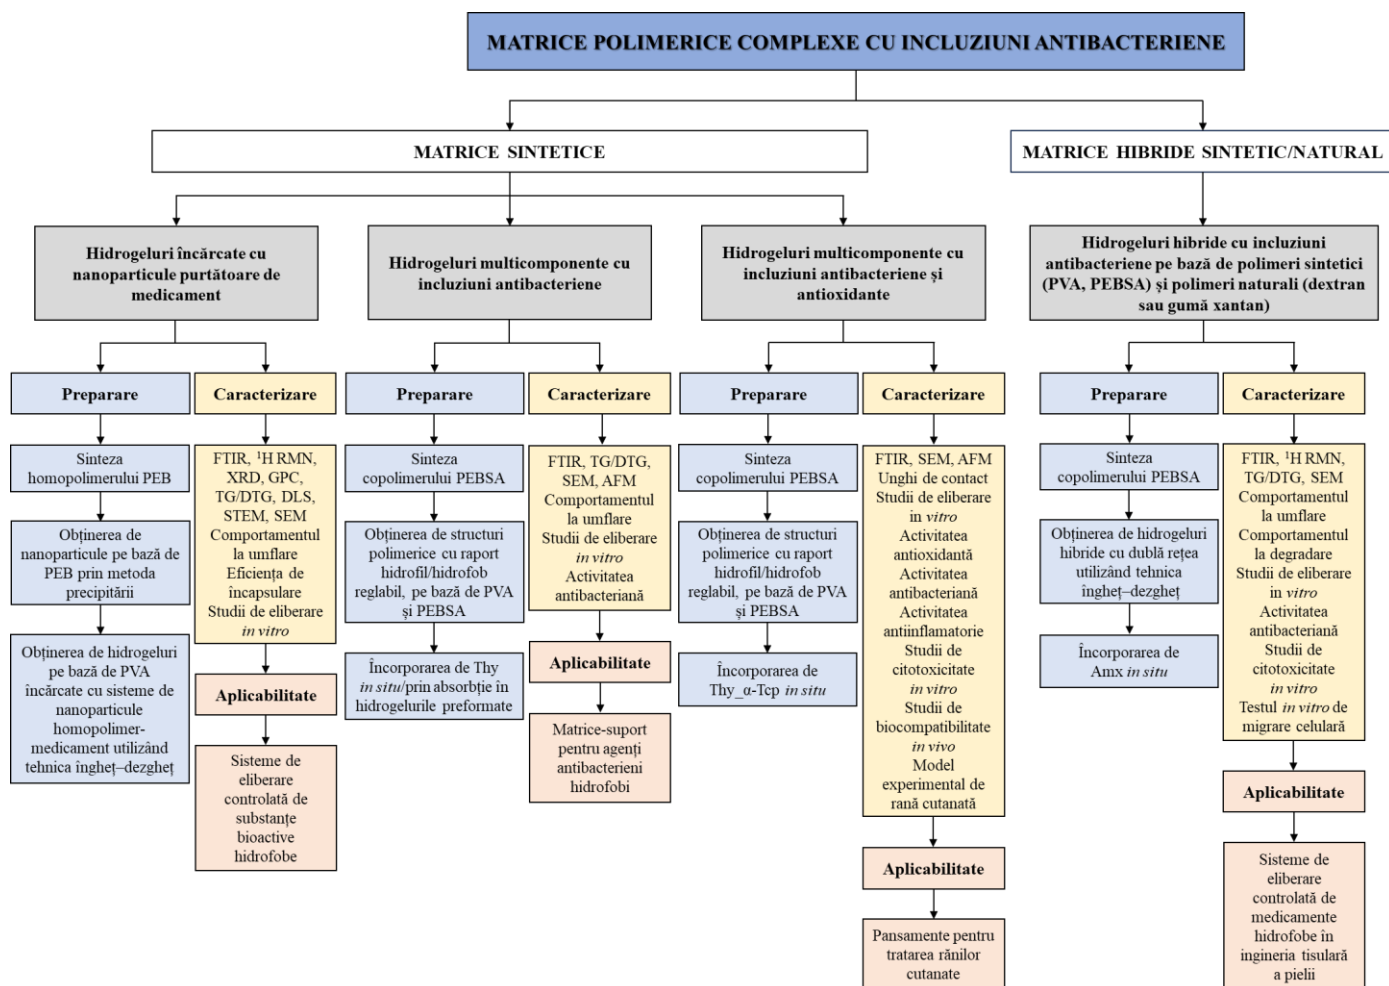 MATRICE POLIMERICE COMPLEXE CU INCLUZIUNI ANTIBACTERIENE
MATRICE SINTETICE
MATRICE HIBRIDE SINTETIC/NATURAL
Hidrogeluri încărcate cu
nanoparticule purtătoare de
medicament
Hidrogeluri multicomponente cu
incluziuni antibacteriene
Hidrogeluri multicomponente cu
incluziuni antibacteriene și
antioxidante
Hidrogeluri hibride cu incluziuni
antibacteriene pe bază de polimeri sintetici
(PVA, PEBSA) și polimeri naturali (dextran
sau gumă xantan)
Preparare
Sinteza
homopolimerului PEB
Obținerea de
nanoparticule pe bază de
PEB prin metoda
precipitării
Obținerea de hidrogeluri
pe bază de PVA
încărcate cu sisteme de
nanoparticule
homopolimer-
medicament utilizând
tehnica îngheț–dezgheț
Caracterizare
FTIR, ¹H RMN,
XRD, GPC,
TG/DTG, DLS,
STEM, SEM
Comportamentul
la umflare
Eficiența de
încapsulare
Studii de eliberare
in vitro
Aplicabilitate
Sisteme de
eliberare
controlată de
substanțe
bioactive
hidrofobe
Preparare
Sinteza
copolimerului PEBSA
Obținerea de structuri
polimerice cu raport
hidrofil/hidrofob
reglabil, pe bază de PVA
și PEBSA
Încorporarea de Thy
in situ/prin absorbție în
hidrogelurile preformate
Caracterizare
FTIR, TG/DTG,
SEM, AFM
Comportamentul
la umflare
Studii de eliberare
in vitro
Activitatea
antibacteriană
Aplicabilitate
Matrice-suport
pentru agenți
antibacterieni
hidrofobi
Preparare
Sinteza
copolimerului PEBSA
Obținerea de structuri
polimerice cu raport
hidrofil/hidrofob
reglabil, pe bază de PVA
și PEBSA
Încorporarea de
Thy_α-Tcp in situ
Caracterizare
FTIR, SEM, AFM
Unghi de contact
Studii de eliberare
in vitro
Activitatea
antioxidantă
Activitatea
antibacteriană
Activitatea
antiinflamatorie
Studii de
citotoxicitate
in vitro
Studii de
biocompatibilitate
in vivo
Model
experimental de
rană cutanată
Aplicabilitate
Pansamente pentru
tratarea rănilor
cutanate
Preparare
Sinteza
copolimerului PEBSA
Obținerea de hidrogeluri
hibride cu dublă rețea
utilizând tehnica
îngheț–dezgheț
Încorporarea de
Amx in situ
Caracterizare
FTIR, ¹H RMN,
TG/DTG, SEM
Comportamentul
la umflare
Comportamentul
la degradare
Studii de eliberare
in vitro
Activitatea
antibacteriană
Studii de
citotoxicitate
in vitro
Testul in vitro de
migrare celulară
Aplicabilitate
Sisteme de
eliberare
controlată de
medicamente
hidrofobe în
ingineria tisulară
a pielii